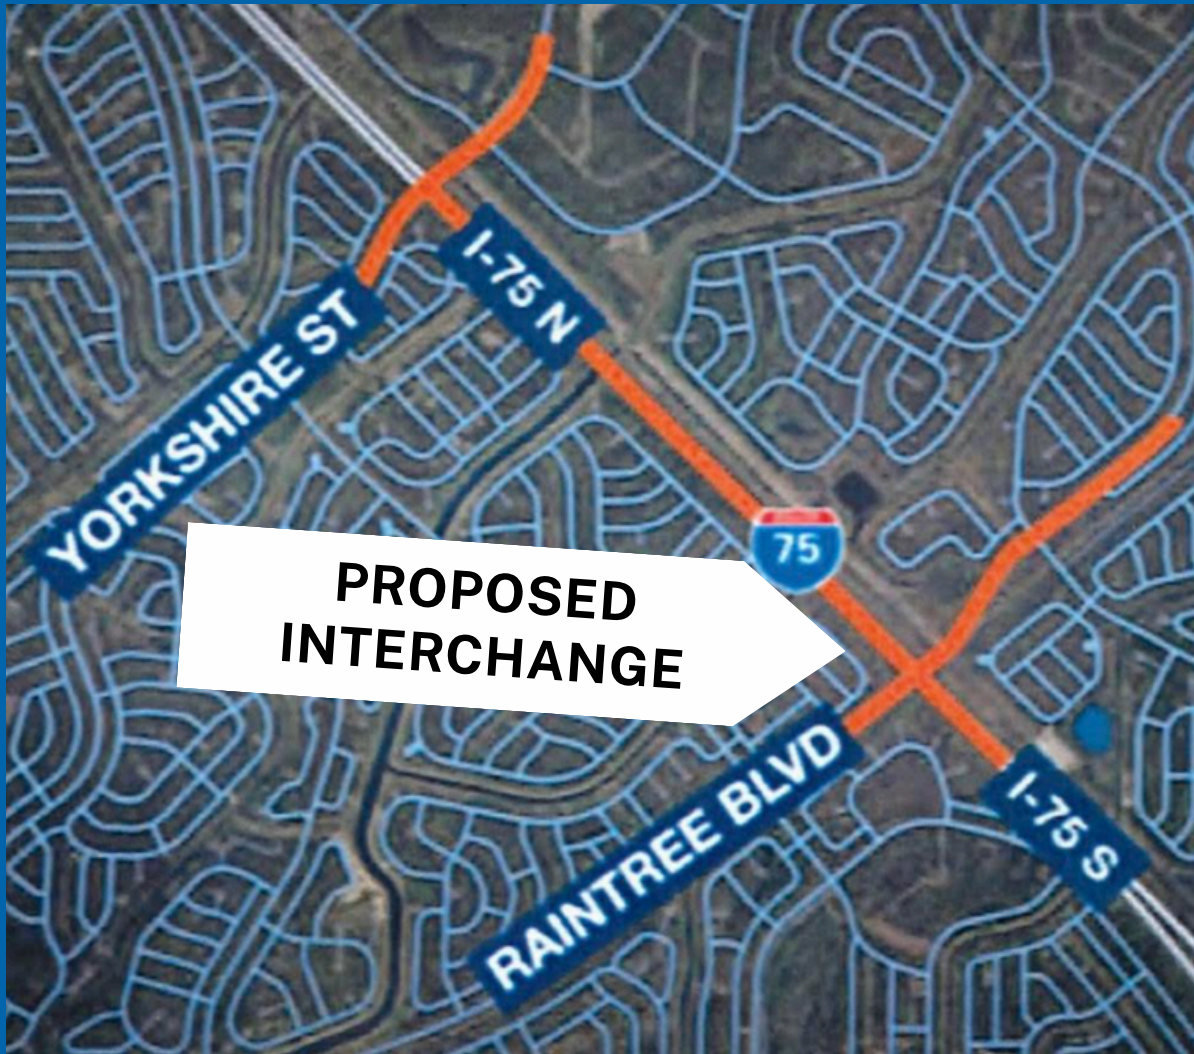 I-75 N
YORKSHIRE ST
75
PROPOSED
INTERCHANGE
RAINTREE BLVD
I-75 S